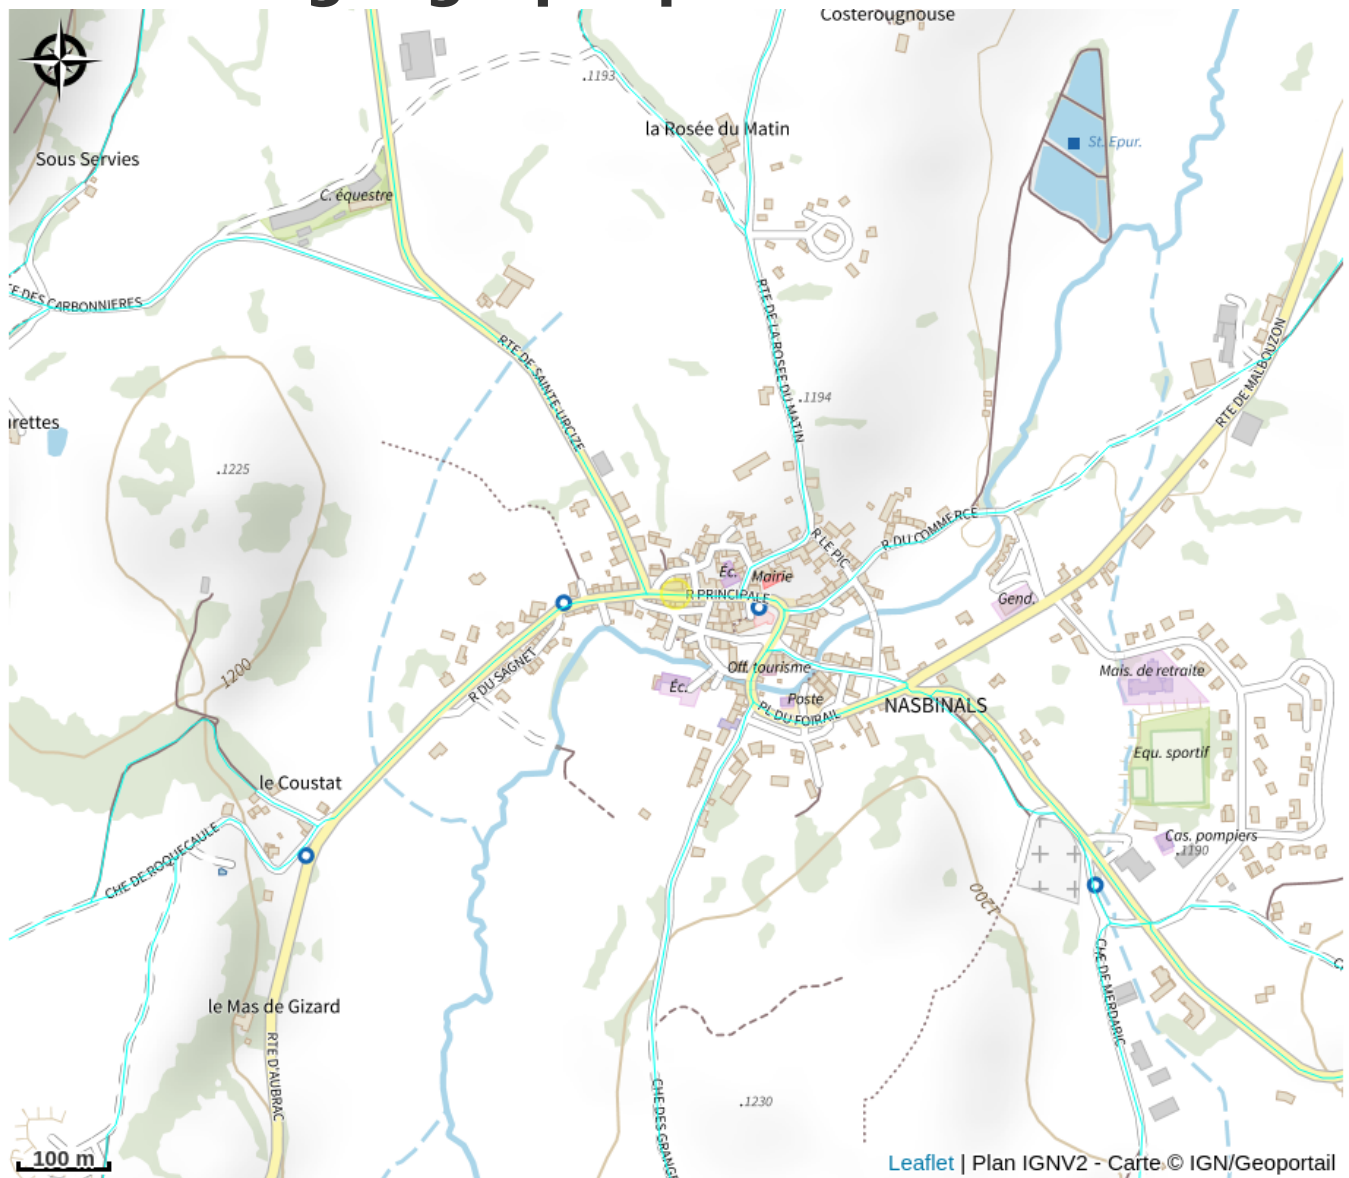 Costerougnouse
.1193
la Rosée du Matin
St. Epur.
Sous Servies
C. équestre
E DES CARBONNIERES
RTE DE SAINTE-URCIZE
RTE DE LA ROSEE DU MATIN
RTE DE MALBOUZON
.1194
rettes
.1225
R LE PIC
R DU COMMERCE
Éc.
Mairie
R PRINCIPALE
Gend.
1200
R DU SAGNET
Off. tourisme
Mais. de retraite
Éc.
Poste
PL DU FOIRAIL
NASBINALS
Equ. sportif
le Coustat
CHE DE ROQUECAULE
Cas. pompiers
.1190
1200
CHE DE MERDARIC
le Mas de Gizard
RTE D'AUBRAC
CHE DES GRANG
.1230
100 m
Leaflet | Plan IGNV2 - Carte © IGN/Geoportail